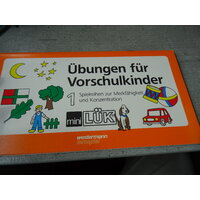 Übungen für
Vorschulkinder
1 Spielreihen zur Merkfähigkeit
und Konzentration
mini LÜK
westermann